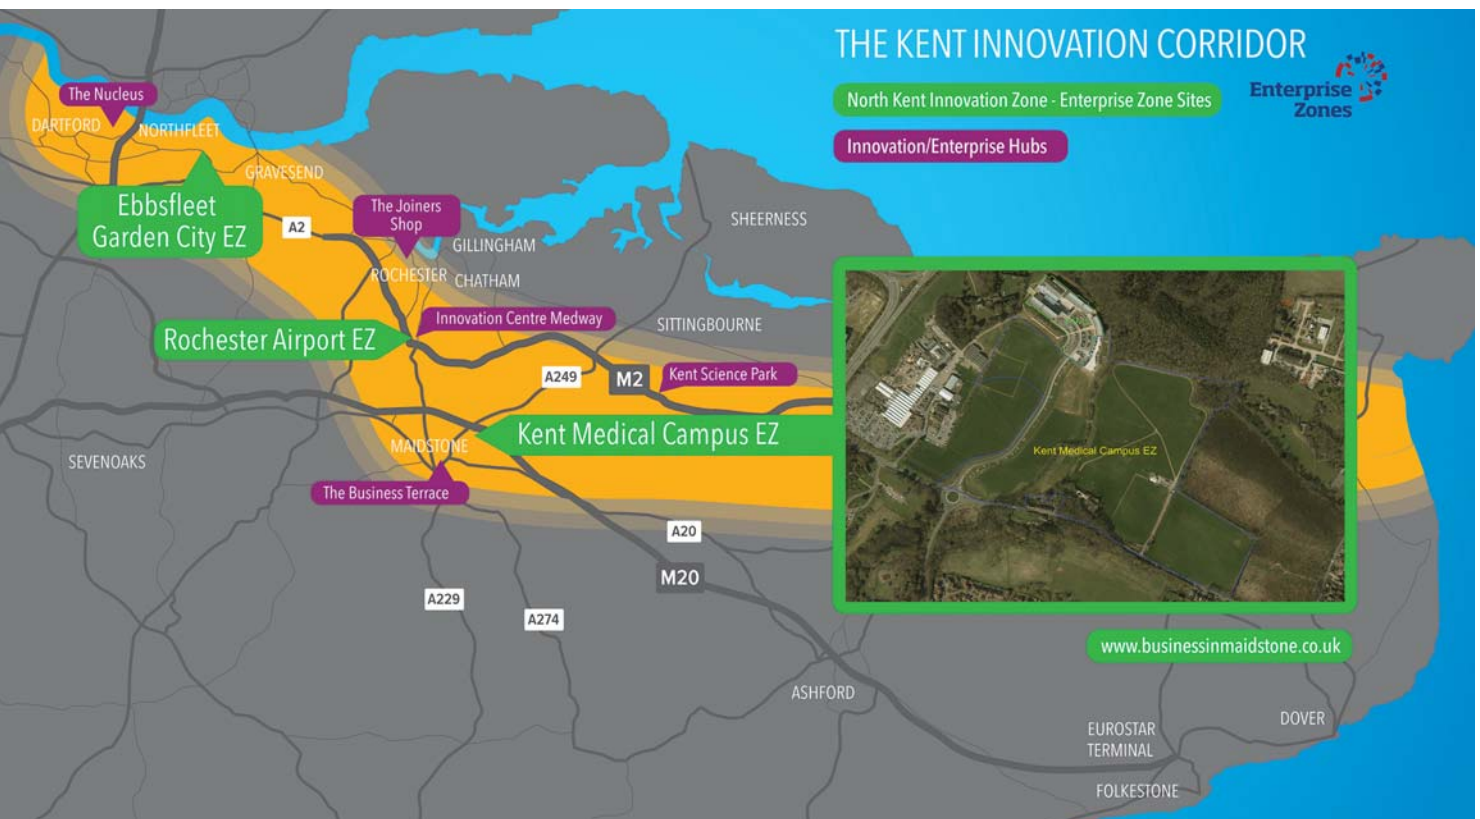 THE KENT INNOVATION CORRIDOR
North Kent Innovation Zone - Enterprise Zone Sites
Enterprise
Zones
Innovation/Enterprise Hubs
The Nucleus
DARTFORD
NORTHFLEET
GRAVESEND
Ebbsfleet
Garden City EZ
A2
The Joiners
Shop
GILLINGHAM
SHEERNESS
ROCHESTER
CHATHAM
Innovation Centre Medway
SITTINGBOURNE
Rochester Airport EZ
A249
M2
Kent Science Park
Kent Medical Campus EZ
MAIDSTONE
Kent Medical Campus EZ
SEVENOAKS
The Business Terrace
A20
M20
A229
A274
www.businessinmaidstone.co.uk
ASHFORD
DOVER
EUROSTAR
TERMINAL
FOLKESTONE